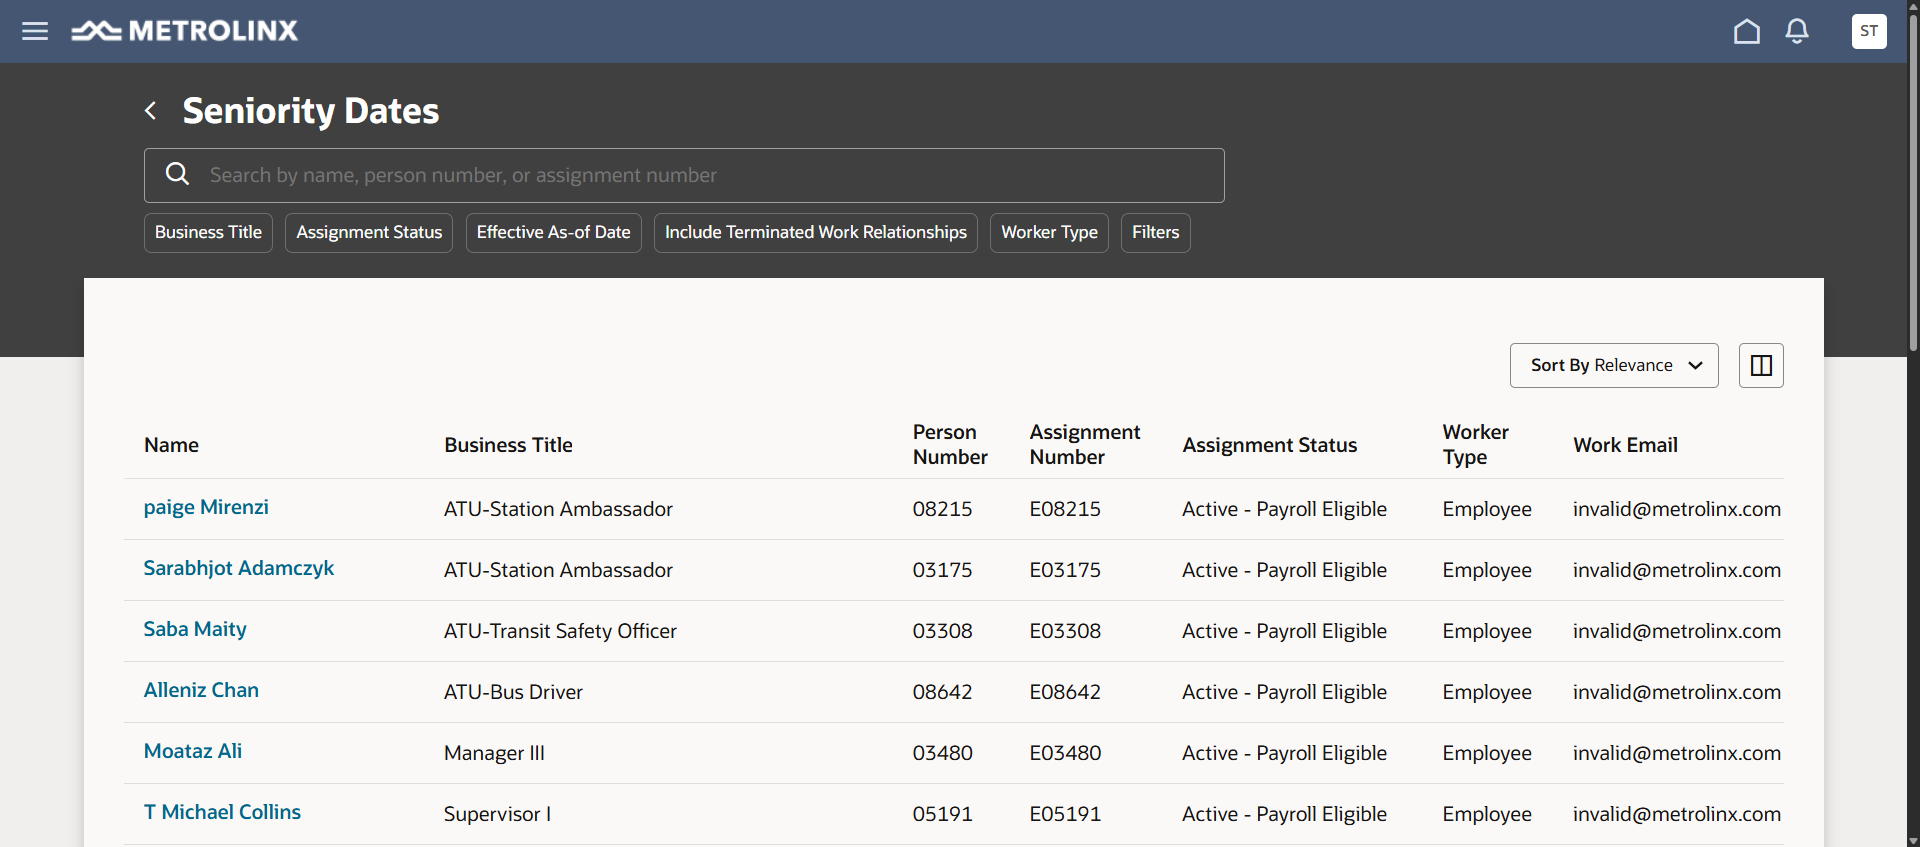 METROLINX
ST
Seniority Dates
Search by name, person number, or assignment number
Business Title Assignment Status Effective As-of Date Include Terminated Work Relationships Worker Type Filters
Sort By Relevance
Name Business Title Person Number Assignment Number Assignment Status Worker Type Work Email
paige Mirenzi ATU-Station Ambassador 08215 E08215 Active - Payroll Eligible Employee invalid@metrolinx.com
Sarabhjot Adamczyk ATU-Station Ambassador 03175 E03175 Active - Payroll Eligible Employee invalid@metrolinx.com
Saba Maity ATU-Transit Safety Officer 03308 E03308 Active - Payroll Eligible Employee invalid@metrolinx.com
Alleniz Chan ATU-Bus Driver 08642 E08642 Active - Payroll Eligible Employee invalid@metrolinx.com
Moataz Ali Manager III 03480 E03480 Active - Payroll Eligible Employee invalid@metrolinx.com
T Michael Collins Supervisor I 05191 E05191 Active - Payroll Eligible Employee invalid@metrolinx.com